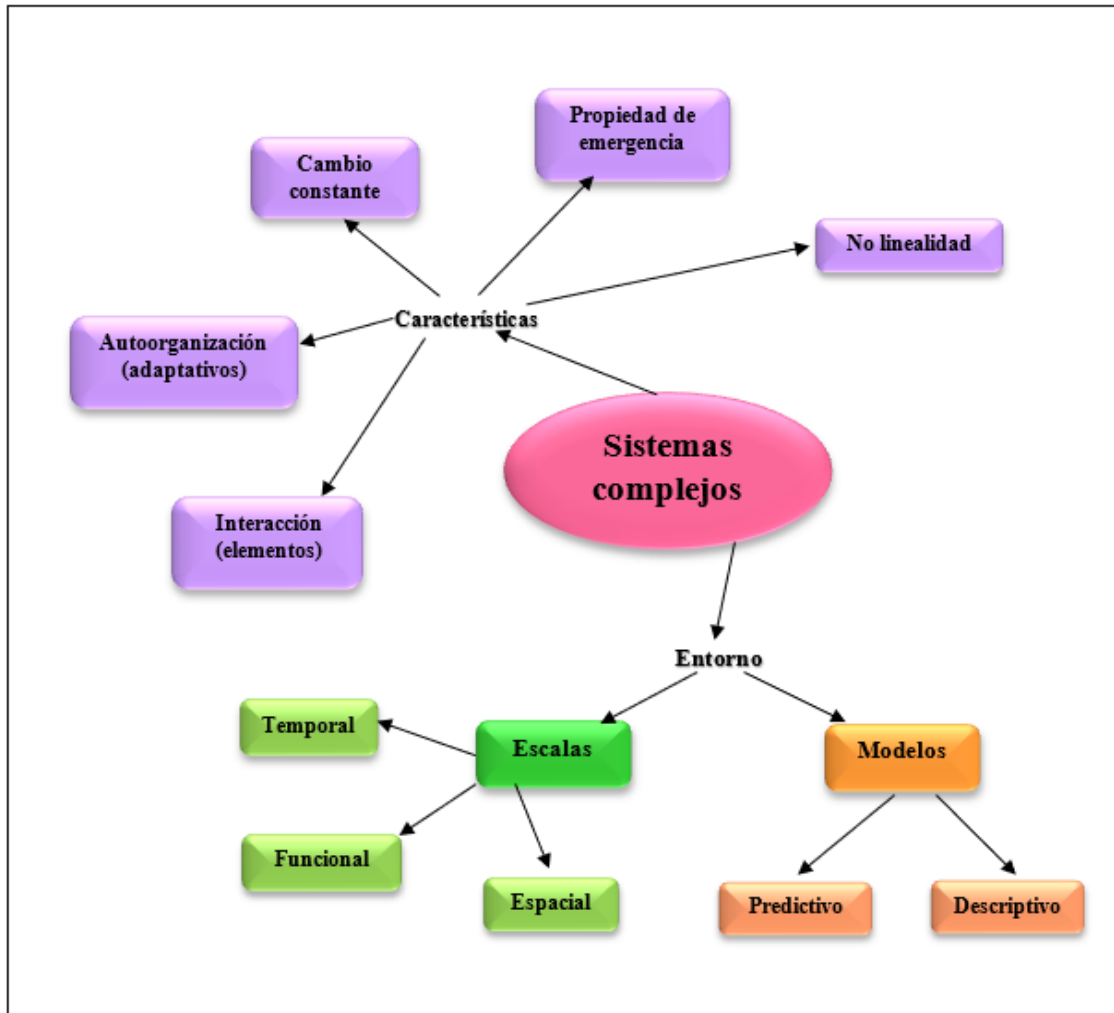 Propiedad de
emergencia
Cambio
constante
No linealidad
Características
Autoorganización
(adaptativos)
Sistemas
complejos
Interacción
(elementos)
Entorno
Temporal
Escalas
Modelos
Funcional
Espacial
Predictivo
Descriptivo